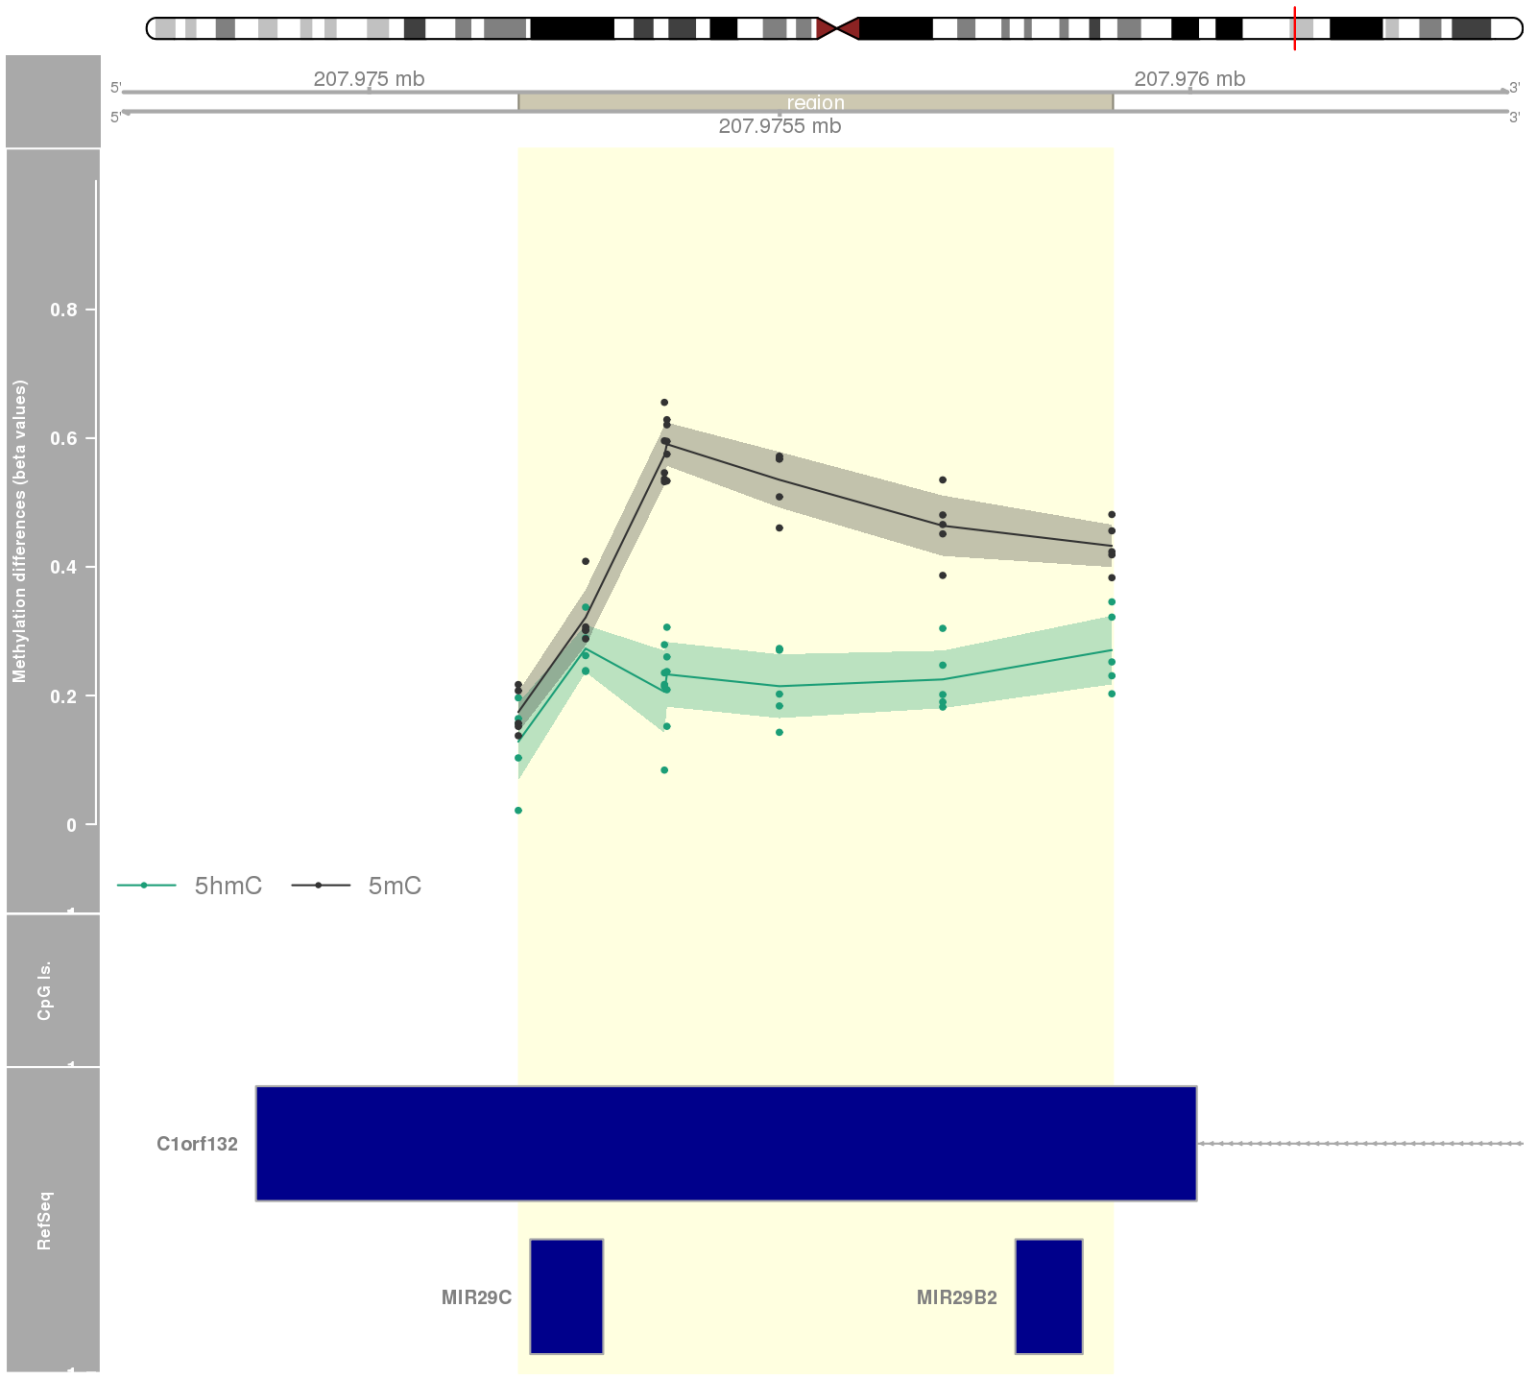 207.975 mb
207.976 mb
5'
3'
region
5'
3'
207.9755 mb
Methylation differences (beta values)
0.8
0.6
0.4
0.2
0
5hmC
5mC
CpG Is.
RefSeq
C1orf132
MIR29C
MIR29B2